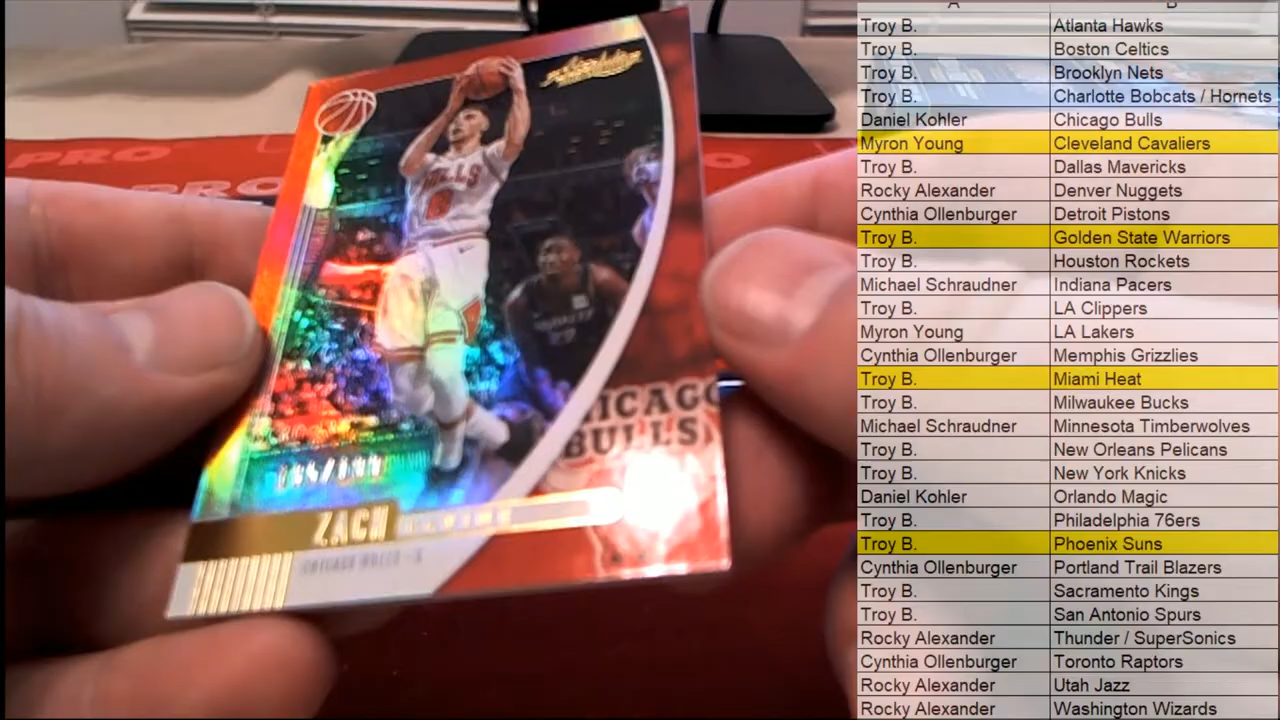 A B
Troy B. Atlanta Hawks
Troy B. Boston Celtics
Troy B. Brooklyn Nets
Troy B. Charlotte Bobcats / Hornets
Daniel Kohler Chicago Bulls
Myron Young Cleveland Cavaliers
Troy B. Dallas Mavericks
Rocky Alexander Denver Nuggets
Cynthia Ollenburger Detroit Pistons
Troy B. Golden State Warriors
Troy B. Houston Rockets
Michael Schraudner Indiana Pacers
Troy B. LA Clippers
Myron Young LA Lakers
Cynthia Ollenburger Memphis Grizzlies
Troy B. Miami Heat
Troy B. Milwaukee Bucks
Michael Schraudner Minnesota Timberwolves
Troy B. New Orleans Pelicans
Troy B. New York Knicks
Daniel Kohler Orlando Magic
Troy B. Philadelphia 76ers
Troy B. Phoenix Suns
Cynthia Ollenburger Portland Trail Blazers
Troy B. Sacramento Kings
Troy B. San Antonio Spurs
Rocky Alexander Thunder / SuperSonics
Cynthia Ollenburger Toronto Raptors
Rocky Alexander Utah Jazz
Rocky Alexander Washington Wizards
PRO
PRO
Absolute
BULLS
8
HICAGO
BULLS
ZACH
CHICAGO BULLS - G